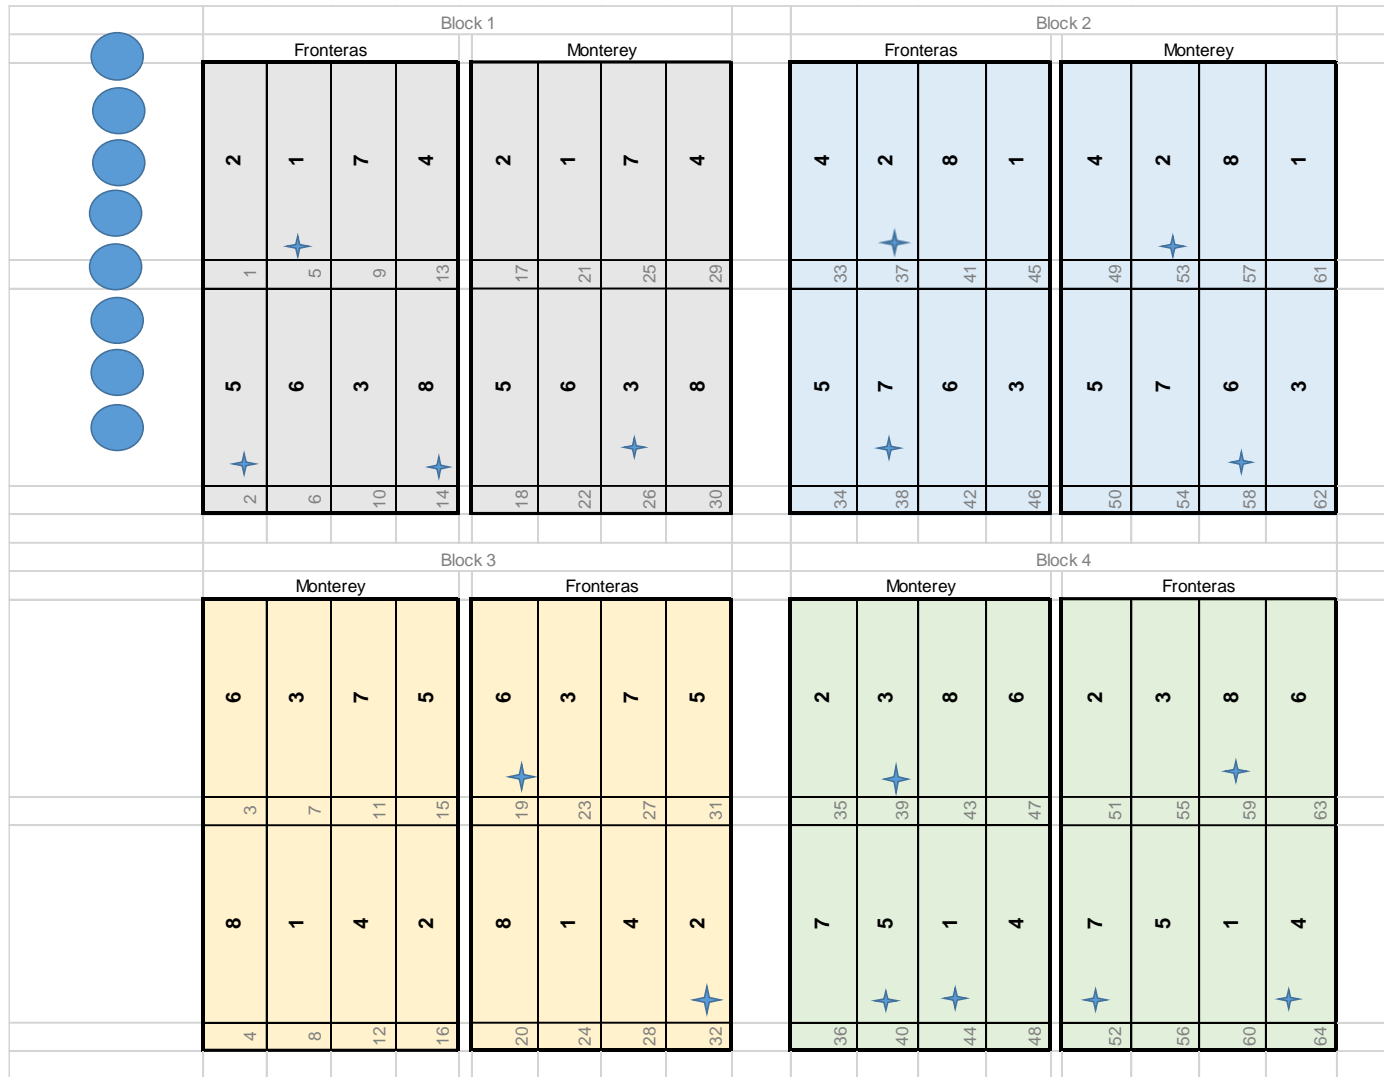 Block 1 Block 2
Fronteras Monterey Fronteras Monterey
2 1 7 4 2 1 7 4 4 2 8 1 4 2 8 1
1 5 9 13 17 21 25 29 33 37 41 45 49 53 57 61
5 6 3 8 5 6 3 8 5 7 6 3 5 7 6 3
2 6 10 14 18 22 26 30 34 38 42 46 50 54 58 62
Block 3 Block 4
Monterey Fronteras Monterey Fronteras
6 3 7 5 6 3 7 5 2 3 8 6 2 3 8 6
3 7 11 15 19 23 27 31 35 39 43 47 51 55 59 63
8 1 4 2 8 1 4 2 7 5 1 4 7 5 1 4
4 8 12 16 20 24 28 32 36 40 44 48 52 56 60 64